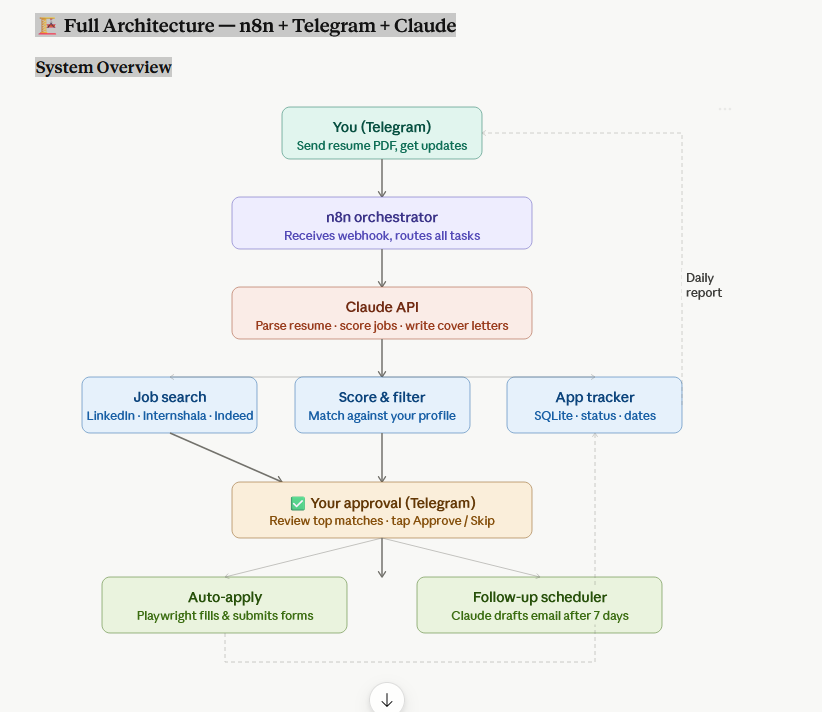 Full Architecture — n8n + Telegram + Claude
System Overview
You (Telegram)
Send resume PDF, get updates
n8n orchestrator
Receives webhook, routes all tasks
Daily
report
Claude API
Parse resume · score jobs · write cover letters
Job search
LinkedIn · Internshala · Indeed
Score & filter
Match against your profile
App tracker
SQLite · status · dates
✅ Your approval (Telegram)
Review top matches · tap Approve / Skip
Auto-apply
Playwright fills & submits forms
Follow-up scheduler
Claude drafts email after 7 days